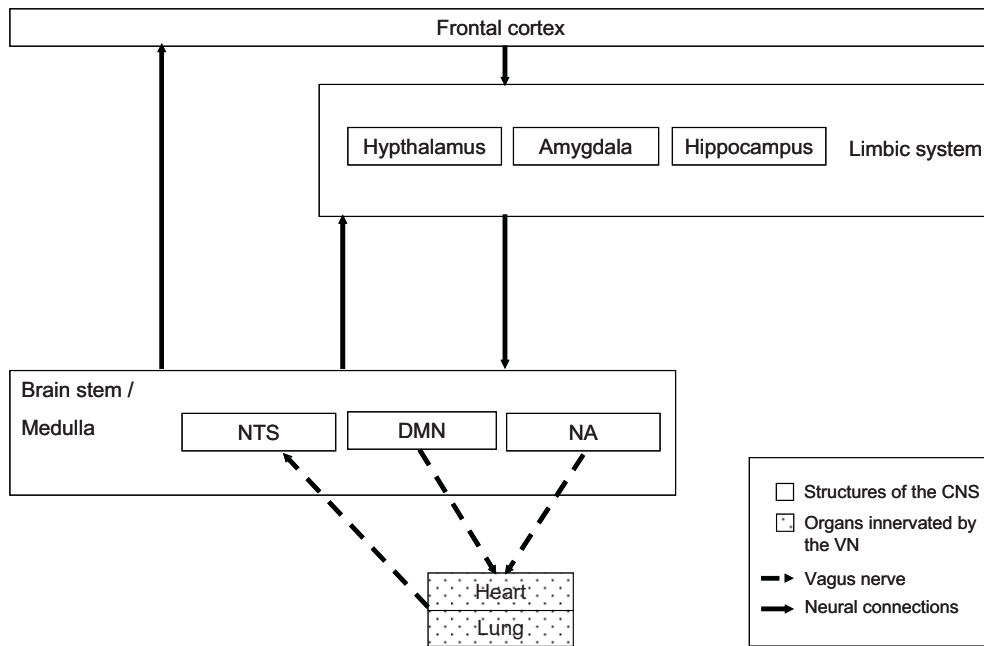 Frontal cortex
Hypthalamus
Amygdala
Hippocampus
Limbic system
Brain stem /
Medulla
NTS
DMN
NA
Heart
Lung
Structures of the CNS
Organs innervated by
the VN
Vagus nerve
Neural connections